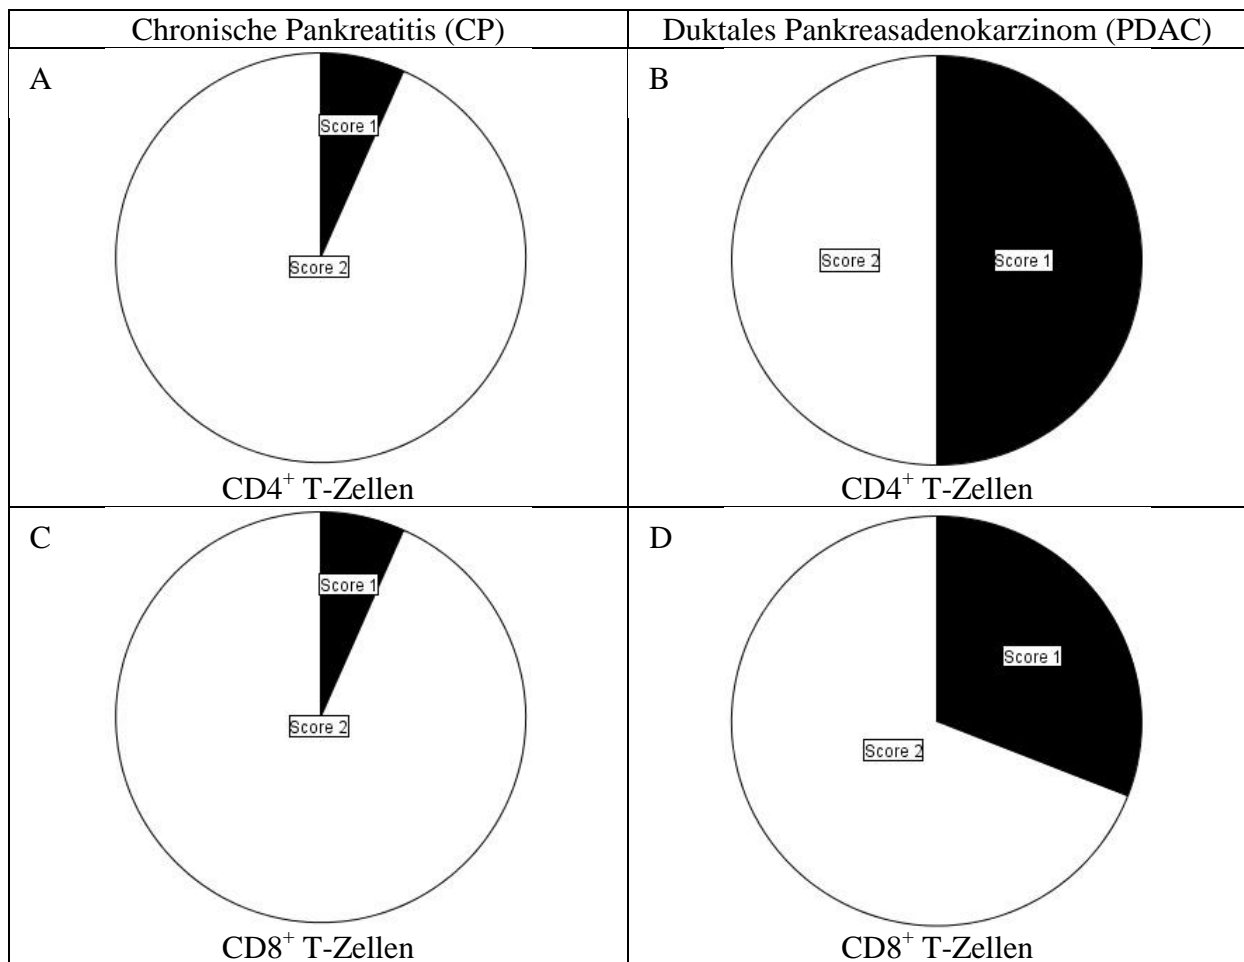 Chronische Pankreatitis (CP)
Duktales Pankreasadenokarzinom (PDAC)
A
Score 1
Score 2
CD4+ T-Zellen
B
Score 2
Score 1
CD4+ T-Zellen
C
Score 1
Score 2
CD8+ T-Zellen
D
Score 1
Score 2
CD8+ T-Zellen